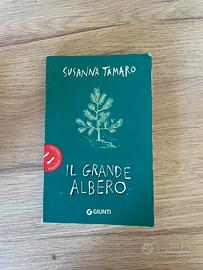 SUSANNA TAMARO
IL GRANDE
ALBERO
GIUNTI